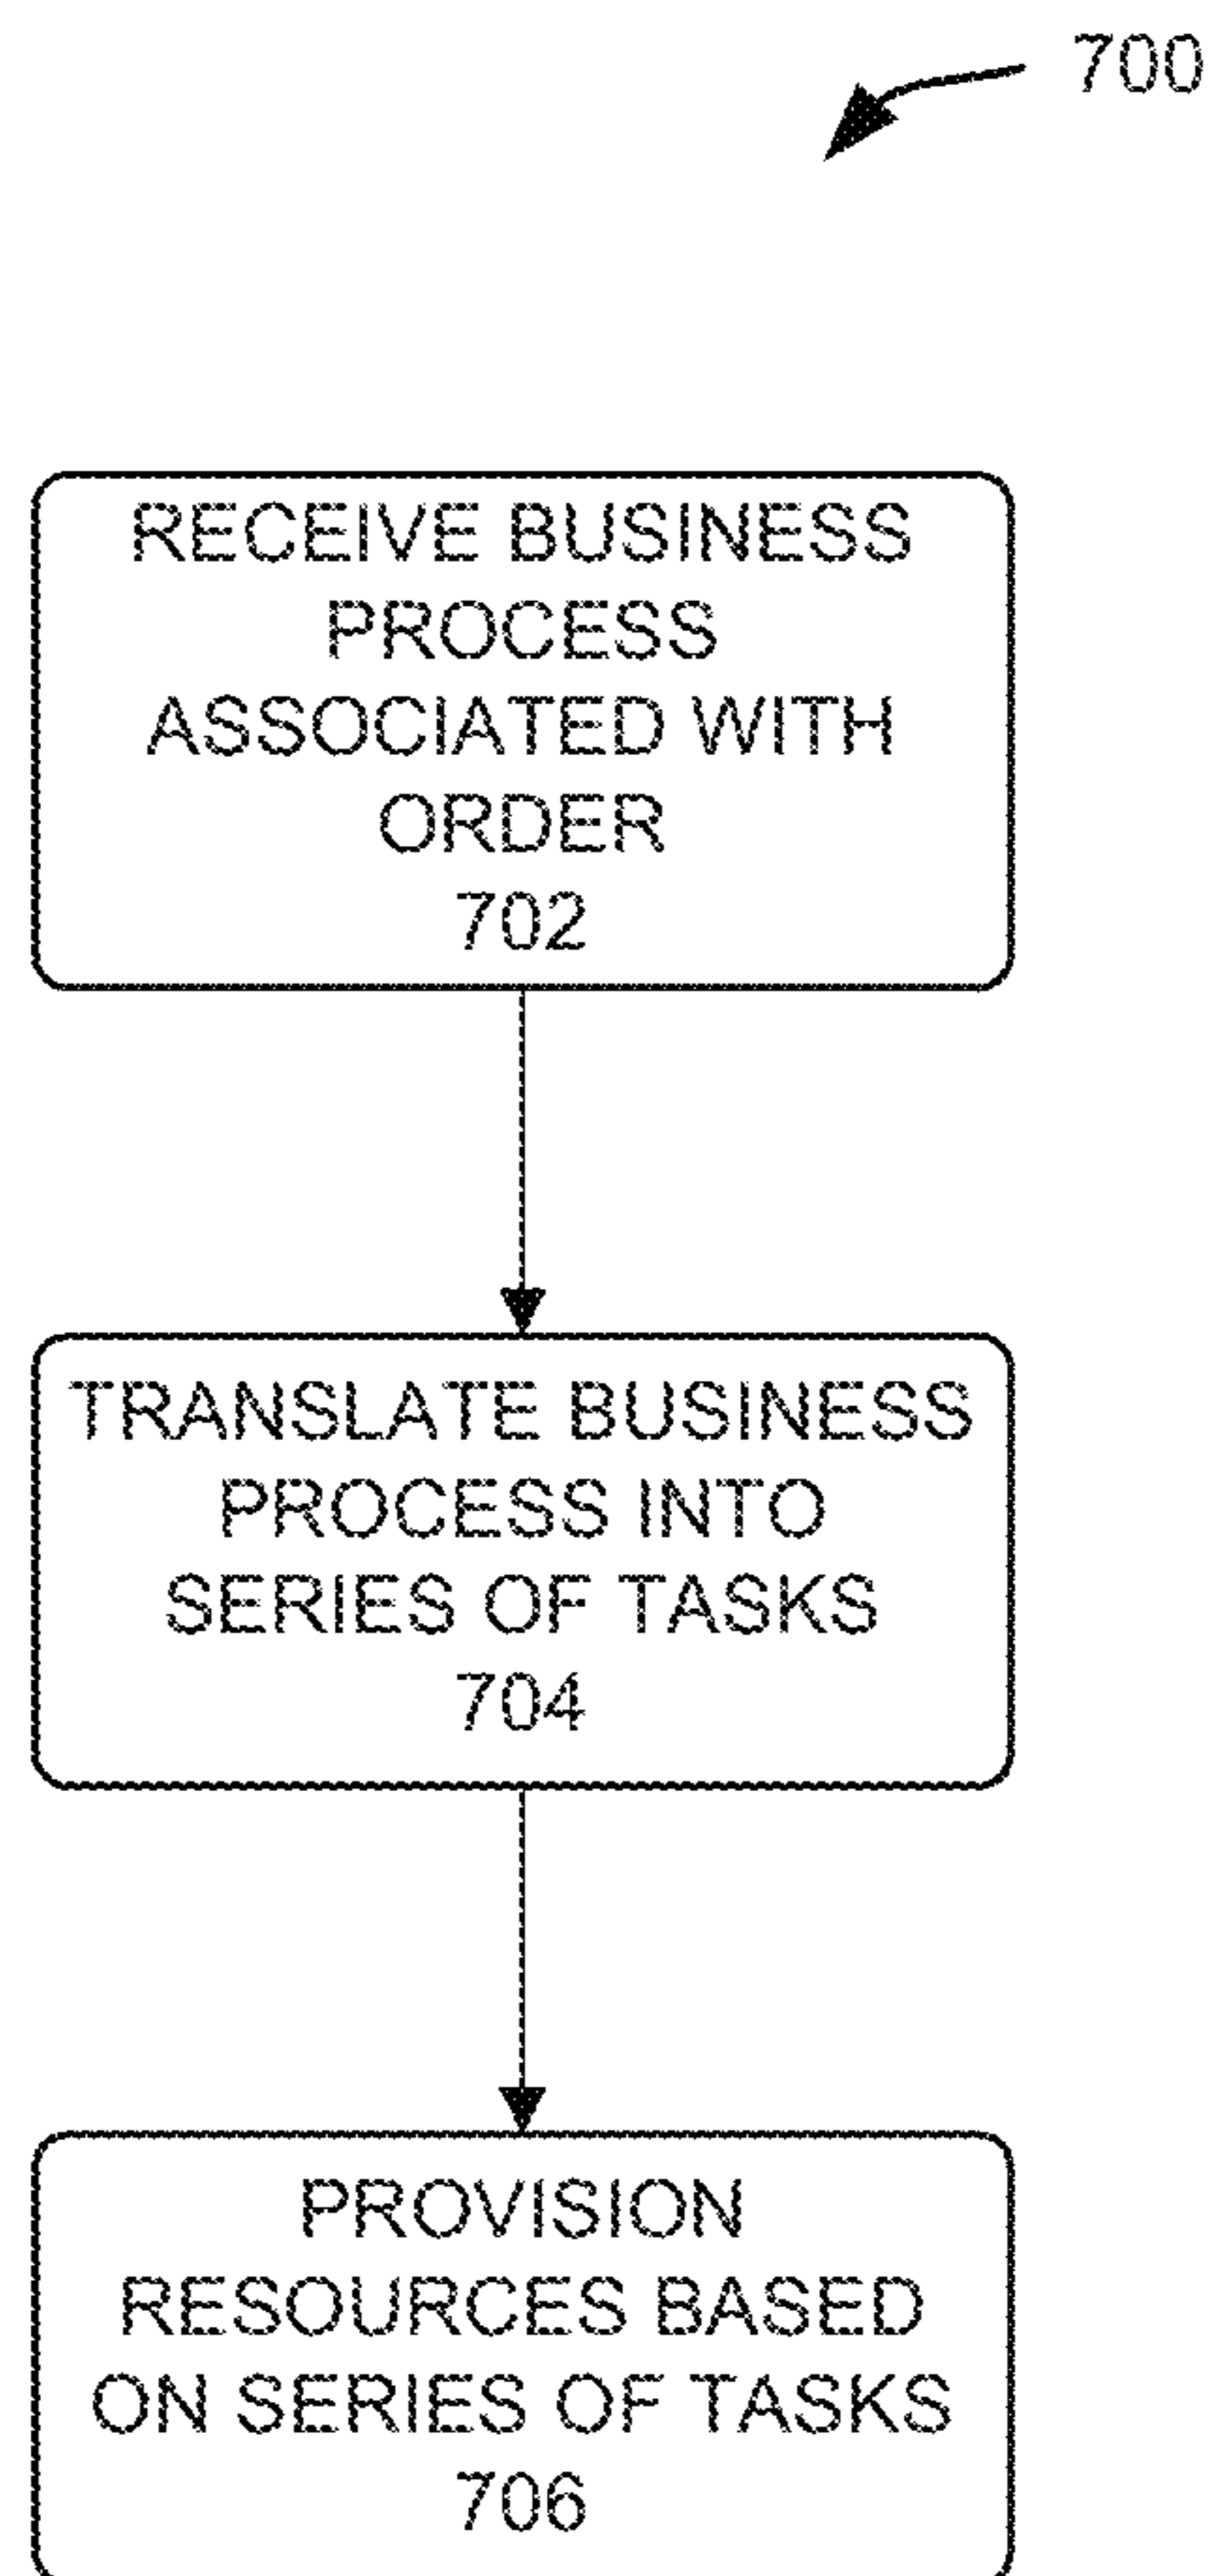 700
RECEIVE BUSINESS
PROCESS
ASSOCIATED WITH
ORDER
702
TRANSLATE BUSINESS
PROCESS INTO
SERIES OF TASKS
704
PROVISION
RESOURCES BASED
ON SERIES OF TASKS
706